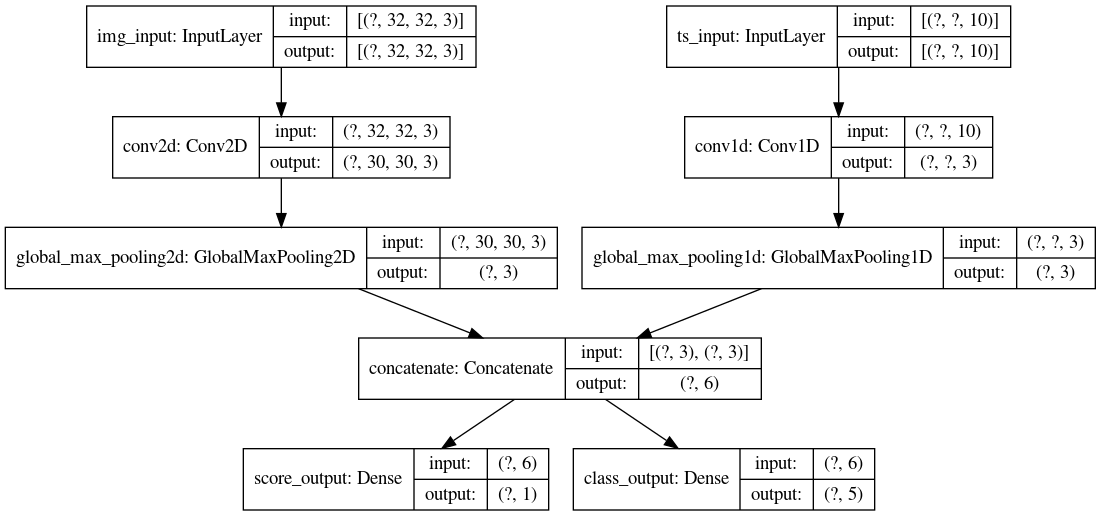 img_input: InputLayer
input:
[(?, 32, 32, 3)]
output:
[(?, 32, 32, 3)]
ts_input: InputLayer
input:
[(?, ?, 10)]
output:
[(?, ?, 10)]
conv2d: Conv2D
input:
(?, 32, 32, 3)
output:
(?, 30, 30, 3)
conv1d: Conv1D
input:
(?, ?, 10)
output:
(?, ?, 3)
global_max_pooling2d: GlobalMaxPooling2D
input:
(?, 30, 30, 3)
output:
(?, 3)
global_max_pooling1d: GlobalMaxPooling1D
input:
(?, ?, 3)
output:
(?, 3)
concatenate: Concatenate
input:
[(?, 3), (?, 3)]
output:
(?, 6)
score_output: Dense
input:
(?, 6)
output:
(?, 1)
class_output: Dense
input:
(?, 6)
output:
(?, 5)